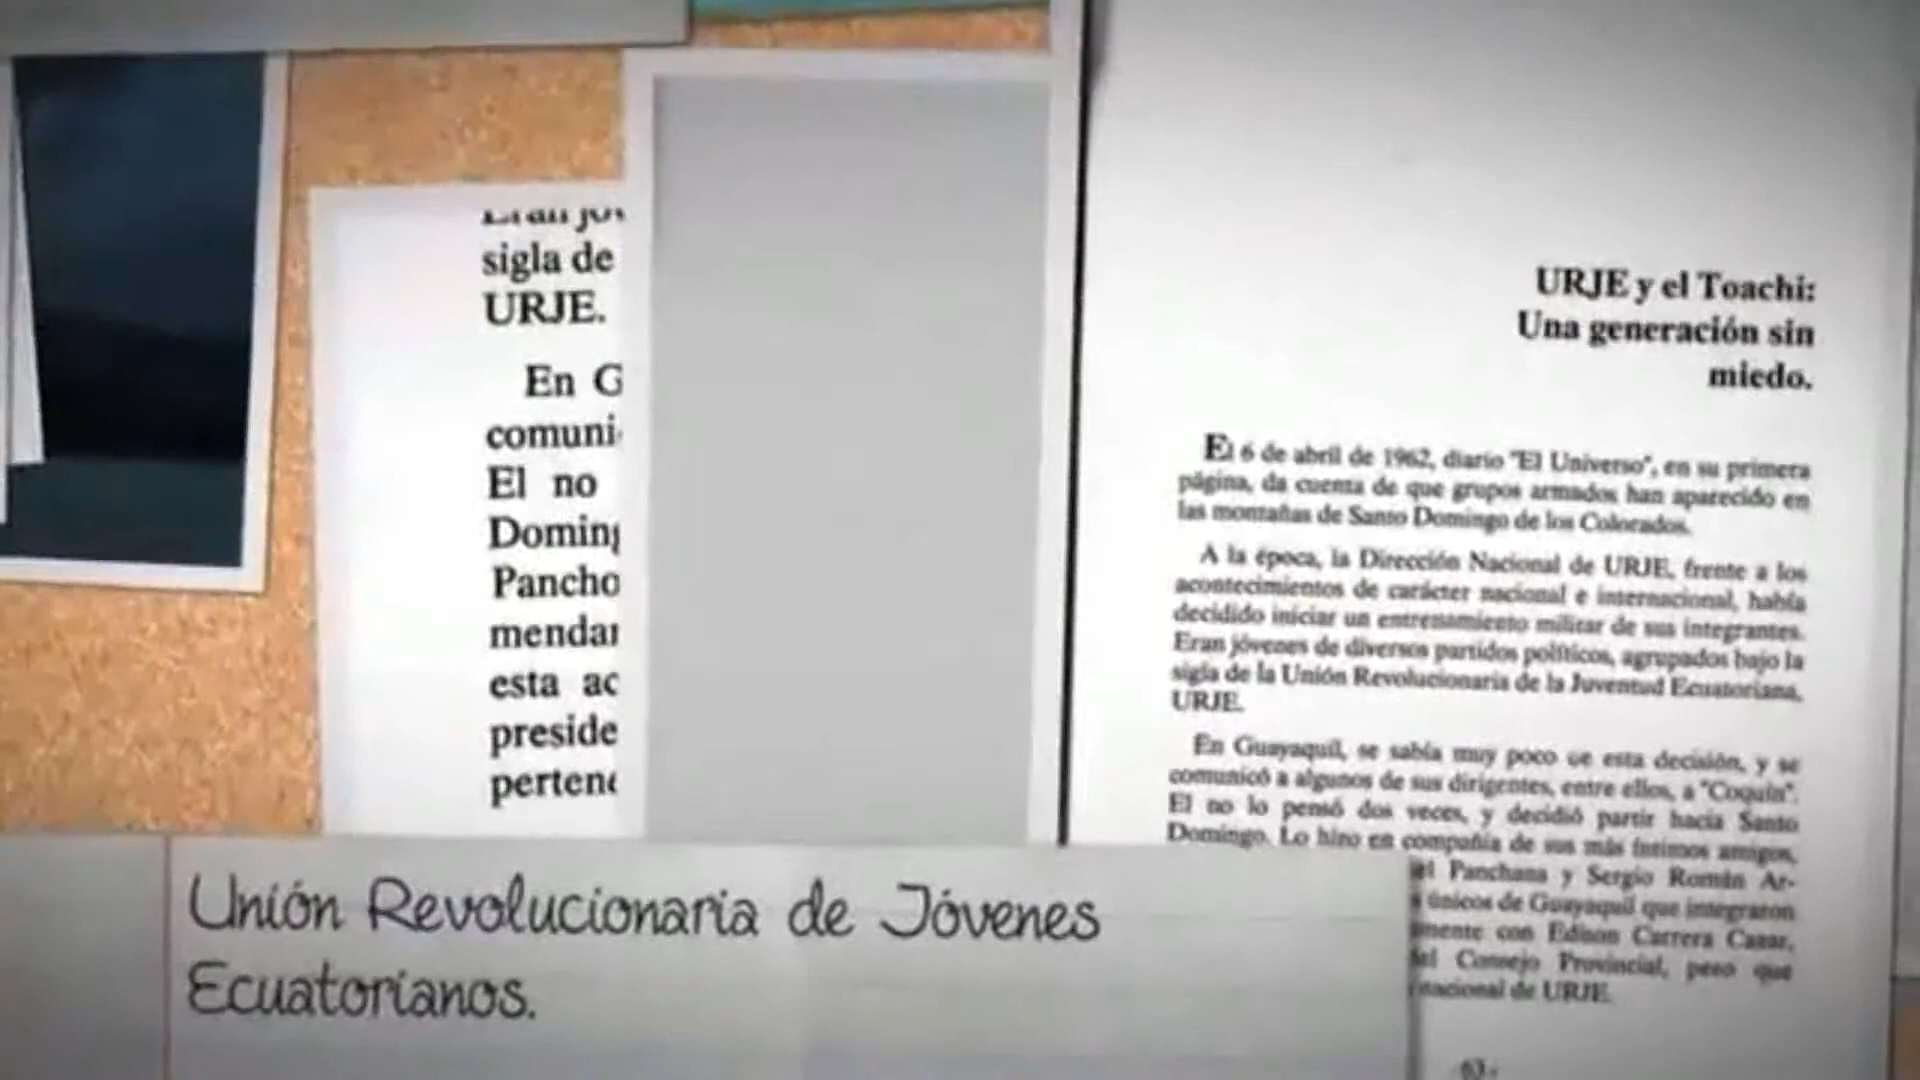 sigla de
URJE.
En G
comuni
El no
Doming
Pancho
mendar
esta ac
preside
pertene
URJE y el Toachi:
Una generación sin
miedo.
El 6 de abril de 1962, diario "El Universo", en su primera
página, da cuenta de que grupos armados han aparecido en
las montañas de Santo Domingo de los Colorados.
A la época, la Dirección Nacional de URJE, frente a los
acontecimientos de carácter nacional e internacional, había
decidido iniciar un entrenamiento militar de sus integrantes.
Eran jóvenes de diversos partidos políticos, agrupados bajo la
sigla de la Unión Revolucionaria de la Juventud Ecuatoriana,
URJE.
En Guayaquil, se sabía muy poco de esta decisión, y se
comunicó a algunos de sus dirigentes, entre ellos, a "Coquín".
El no lo pensó dos veces, y decidió partir hacia Santo
Domingo. Lo hizo en compañía de sus más íntimos amigos,
Panchana y Sergio Román Ar-
únicos de Guayaquil que integraron
mente con Edison Carrera Cazar,
del Consejo Provincial, pero que
nacional de URJE.
Unión Revolucionaria de Jóvenes
Ecuatorianos.